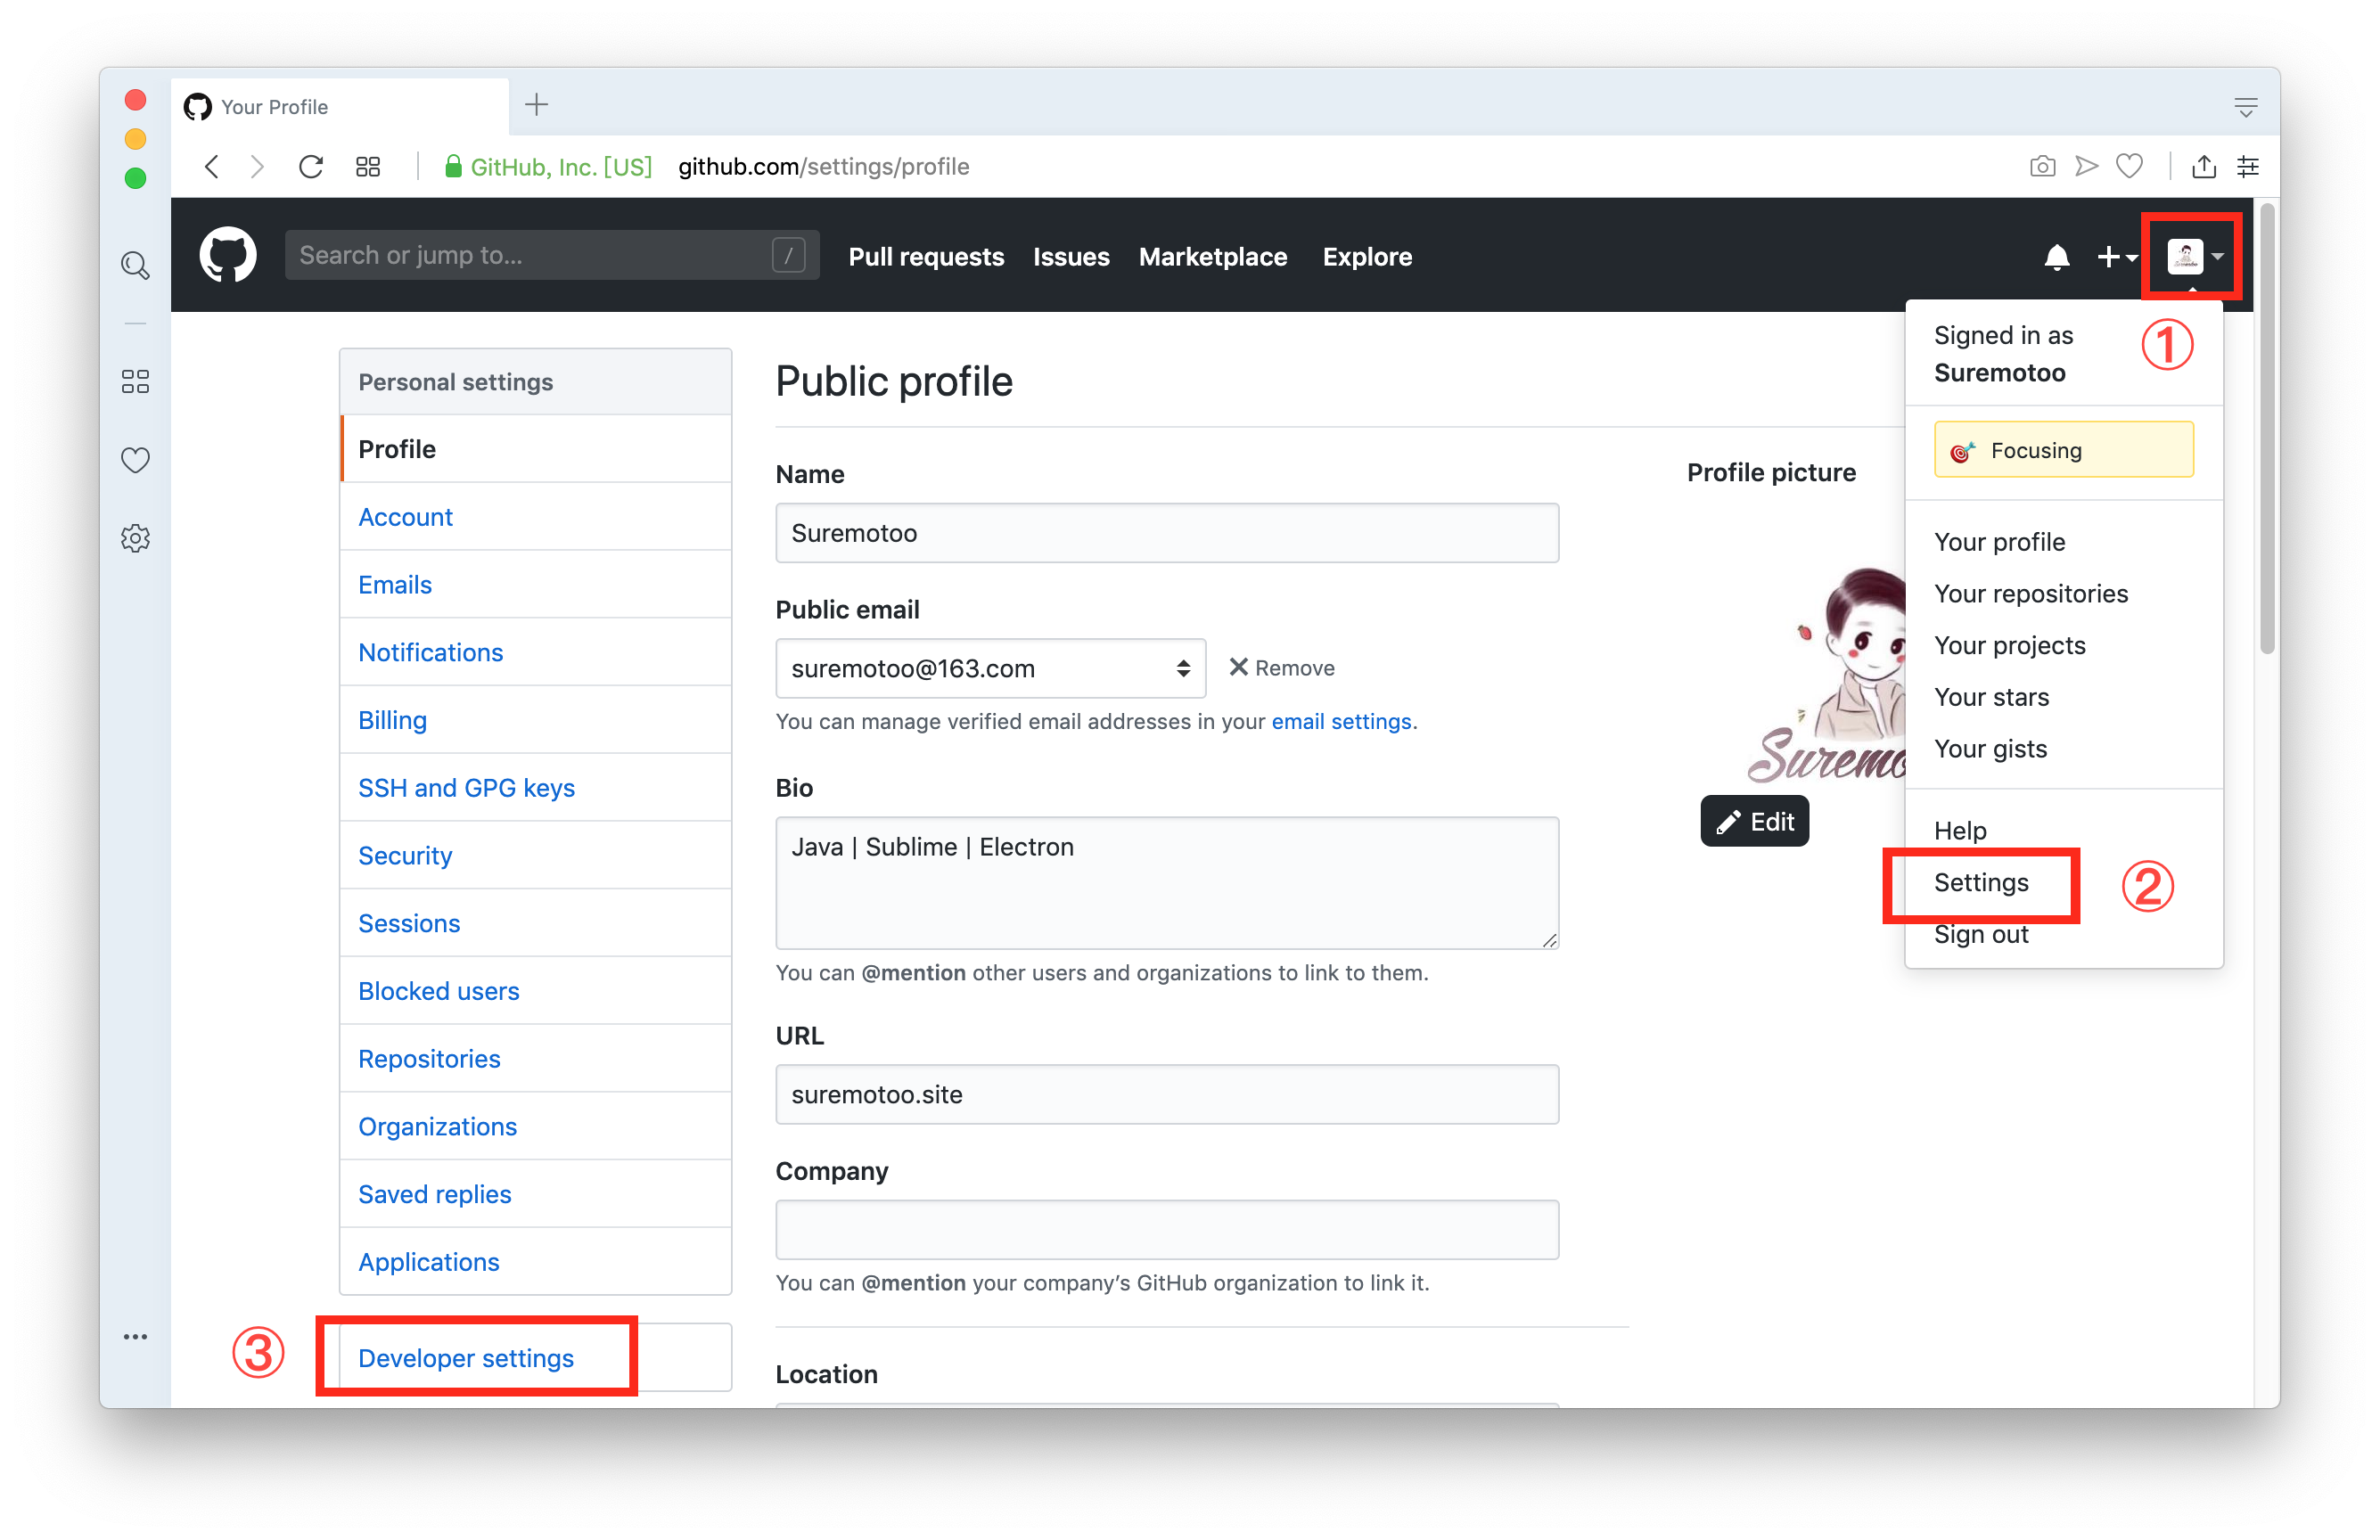 Your Profile
GitHub, Inc. [US] github.com/settings/profile
Search or jump to... /
Pull requests Issues Marketplace Explore
Signed in as
Suremotoo
①
Focusing
Your profile
Your repositories
Your projects
Your stars
Your gists
Help
Settings
②
Sign out
Personal settings
Profile
Account
Emails
Notifications
Billing
SSH and GPG keys
Security
Sessions
Blocked users
Repositories
Organizations
Saved replies
Applications
③
Developer settings
Public profile
Name
Suremotoo
Public email
suremotoo@163.com
Remove
You can manage verified email addresses in your email settings.
Bio
Java | Sublime | Electron
You can @mention other users and organizations to link to them.
URL
suremotoo.site
Company
You can @mention your company’s GitHub organization to link it.
Location
Profile picture
Suremo
Edit